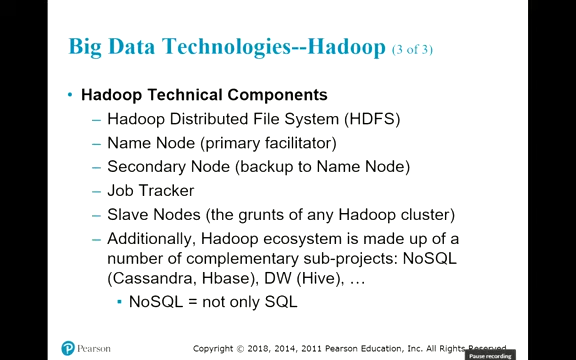 Big Data Technologies--Hadoop (3 of 3)
• Hadoop Technical Components
– Hadoop Distributed File System (HDFS)
– Name Node (primary facilitator)
– Secondary Node (backup to Name Node)
– Job Tracker
– Slave Nodes (the grunts of any Hadoop cluster)
– Additionally, Hadoop ecosystem is made up of a
number of complementary sub-projects: NoSQL
(Cassandra, Hbase), DW (Hive), …
• NoSQL = not only SQL
Pearson
Copyright © 2018, 2014, 2011 Pearson Education, Inc. All Rights Reserved
Pause recording